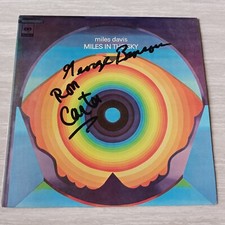 miles davis
MILES IN THE SKY
George Benson
Ron
Carter